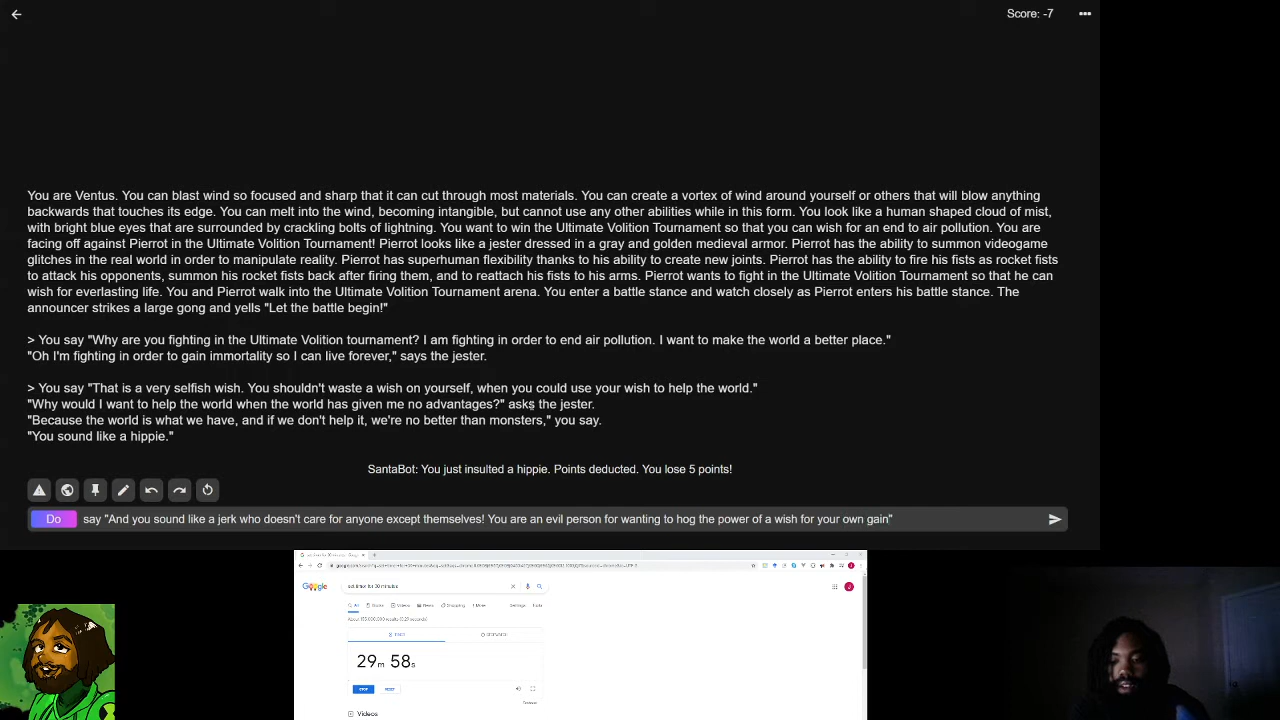 Score: -7
You are Ventus. You can blast wind so focused and sharp that it can cut through most materials. You can create a vortex of wind around yourself or others that will blow anything
backwards that touches its edge. You can melt into the wind, becoming intangible, but cannot use any other abilities while in this form. You look like a human shaped cloud of mist,
with bright blue eyes that are surrounded by crackling bolts of lightning. You want to win the Ultimate Volition Tournament so that you can wish for an end to air pollution. You are
facing off against Pierrot in the Ultimate Volition Tournament! Pierrot looks like a jester dressed in a gray and golden medieval armor. Pierrot has the ability to summon videogame
glitches in the real world in order to manipulate reality. Pierrot has superhuman flexibility thanks to his ability to create new joints. Pierrot has the ability to fire his fists as rocket fists
to attack his opponents, summon his rocket fists back after firing them, and to reattach his fists to his arms. Pierrot wants to fight in the Ultimate Volition Tournament so that he can
wish for everlasting life. You and Pierrot walk into the Ultimate Volition Tournament arena. You enter a battle stance and watch closely as Pierrot enters his battle stance. The
announcer strikes a large gong and yells "Let the battle begin!"
> You say "Why are you fighting in the Ultimate Volition tournament? I am fighting in order to end air pollution. I want to make the world a better place."
"Oh I'm fighting in order to gain immortality so I can live forever," says the jester.
> You say "That is a very selfish wish. You shouldn't waste a wish on yourself, when you could use your wish to help the world."
"Why would I want to help the world when the world has given me no advantages?" asks the jester.
"Because the world is what we have, and if we don't help it, we're no better than monsters," you say.
"You sound like a hippie."
SantaBot: You just insulted a hippie. Points deducted. You lose 5 points!
Do say "And you sound like a jerk who doesn't care for anyone except themselves! You are an evil person for wanting to hog the power of a wish for your own gain"
Google
set timer for 30 minutes
All Videos News Shopping More Settings Tools
29m 58s
STOP RESET
Videos